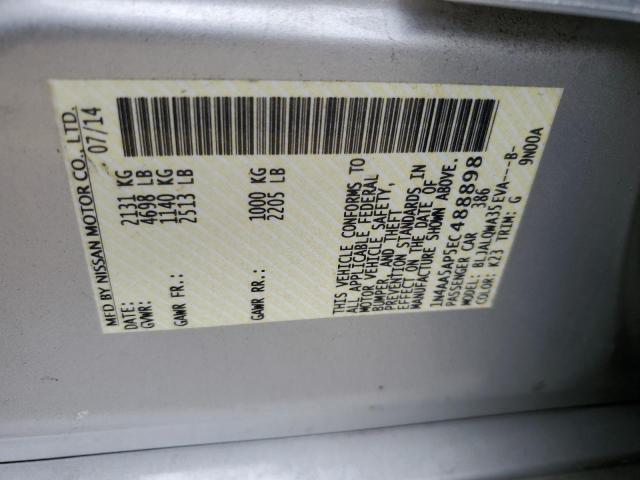 MFD BY NISSAN MOTOR CO., LTD.
DATE: 07/14
GVWR: 2131 KG
4698 LB
GAWR FR.: 1140 KG
2513 LB
GAWR RR.: 1000 KG
2205 LB
THIS VEHICLE CONFORMS TO
ALL APPLICABLE FEDERAL
MOTOR VEHICLE SAFETY,
BUMPER, AND THEFT
PREVENTION STANDARDS IN
EFFECT ON THE DATE OF
MANUFACTURE SHOWN ABOVE.
1N4AA5AP5EC488898
PASSENGER CAR 386
MODEL: BLJALQWA35EVA----B-
COLOR: K23 TRIM: G 9N00A